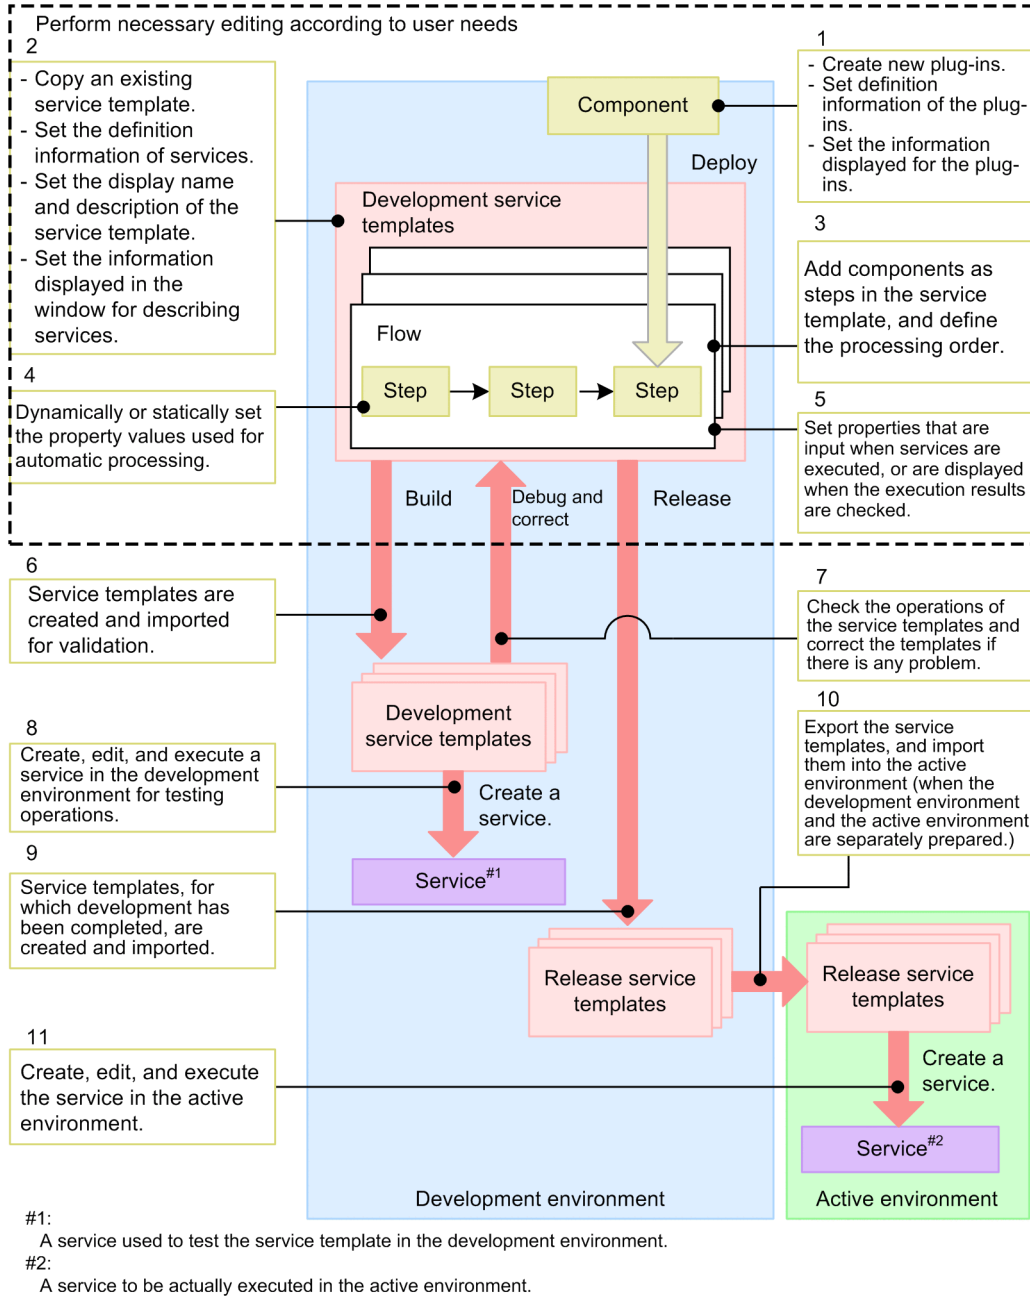 Perform necessary editing according to user needs
2
- Copy an existing
service template.
- Set the definition
information of services.
- Set the display name
and description of the
service template.
- Set the information
displayed in the
window for describing
services.
1
- Create new plug-ins.
- Set definition
information of the plug-
ins.
- Set the information
displayed for the plug-
ins.
Component
Deploy
Development service
templates
3
Add components as
steps in the service
template, and define
the processing order.
Flow
Step
Step
Step
4
Dynamically or statically set
the property values used for
automatic processing.
5
Set properties that are
input when services are
executed, or are displayed
when the execution results
are checked.
Build
Debug and
correct
Release
6
Service templates are
created and imported
for validation.
7
Check the operations of
the service templates and
correct the templates if
there is any problem.
Development
service templates
8
Create, edit, and execute a
service in the development
environment for testing
operations.
Create a
service.
10
Export the service
templates, and import
them into the active
environment (when the
development environment
and the active environment
are separately prepared.)
Service#1
9
Service templates, for
which development has
been completed, are
created and imported.
Release service
templates
Release service
templates
11
Create, edit, and execute
the service in the active
environment.
Create a
service.
Service#2
Development environment
Active environment
#1:
A service used to test the service template in the development environment.
#2:
A service to be actually executed in the active environment.